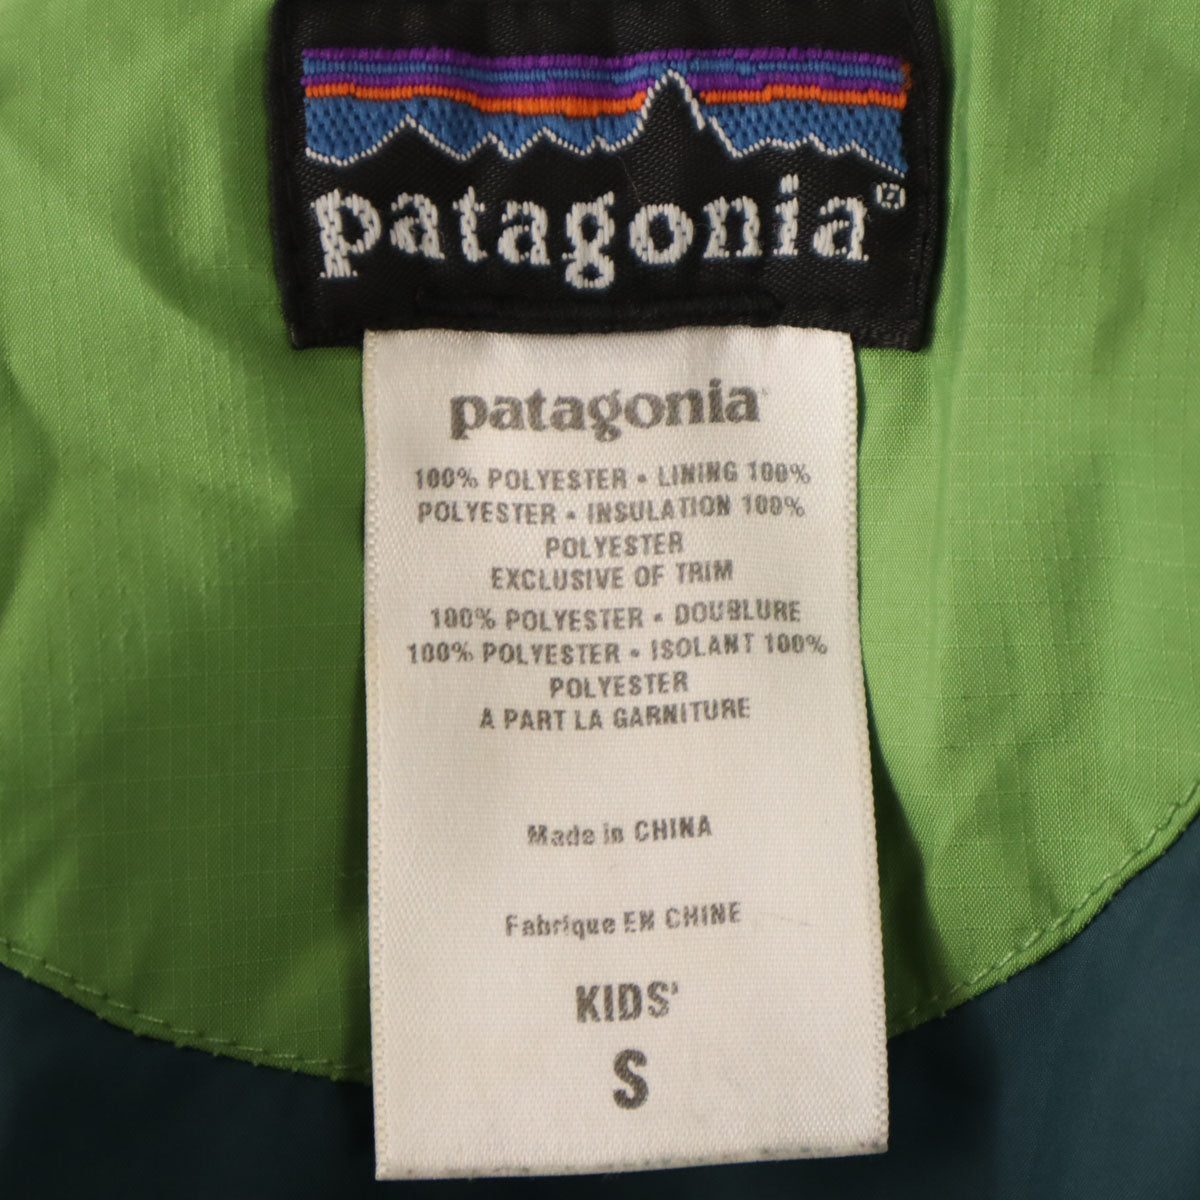 patagonia®
patagonia
100% POLYESTER • LINING 100%
POLYESTER • INSULATION 100%
POLYESTER
EXCLUSIVE OF TRIM
100% POLYESTER • DOUBLURE
100% POLYESTER • ISOLANT 100%
POLYESTER
A PART LA GARNITURE
Made in CHINA
Fabrique EN CHINE
KIDS'
S